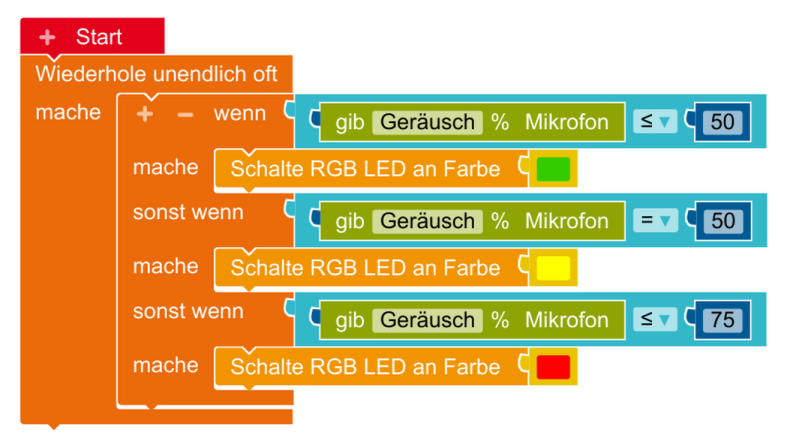 + Start
Wiederhole unendlich oft
mache + – wenn gib Geräusch % Mikrofon ≤ ▾ 50
mache Schalte RGB LED an Farbe
sonst wenn gib Geräusch % Mikrofon = ▾ 50
mache Schalte RGB LED an Farbe
sonst wenn gib Geräusch % Mikrofon ≤ ▾ 75
mache Schalte RGB LED an Farbe